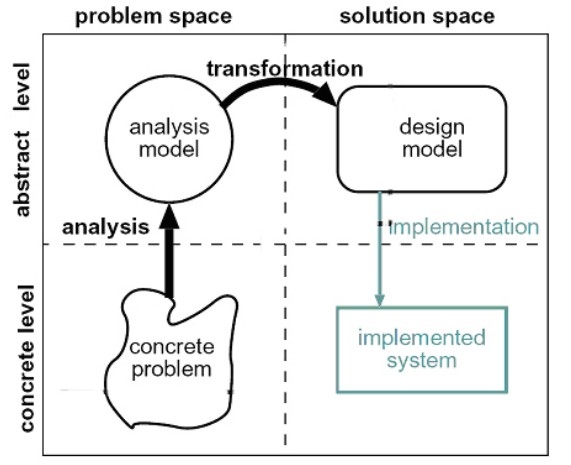 problem space
solution space
abstract level
transformation
analysis
model
design
model
analysis
implementation
concrete level
concrete
problem
implemented
system